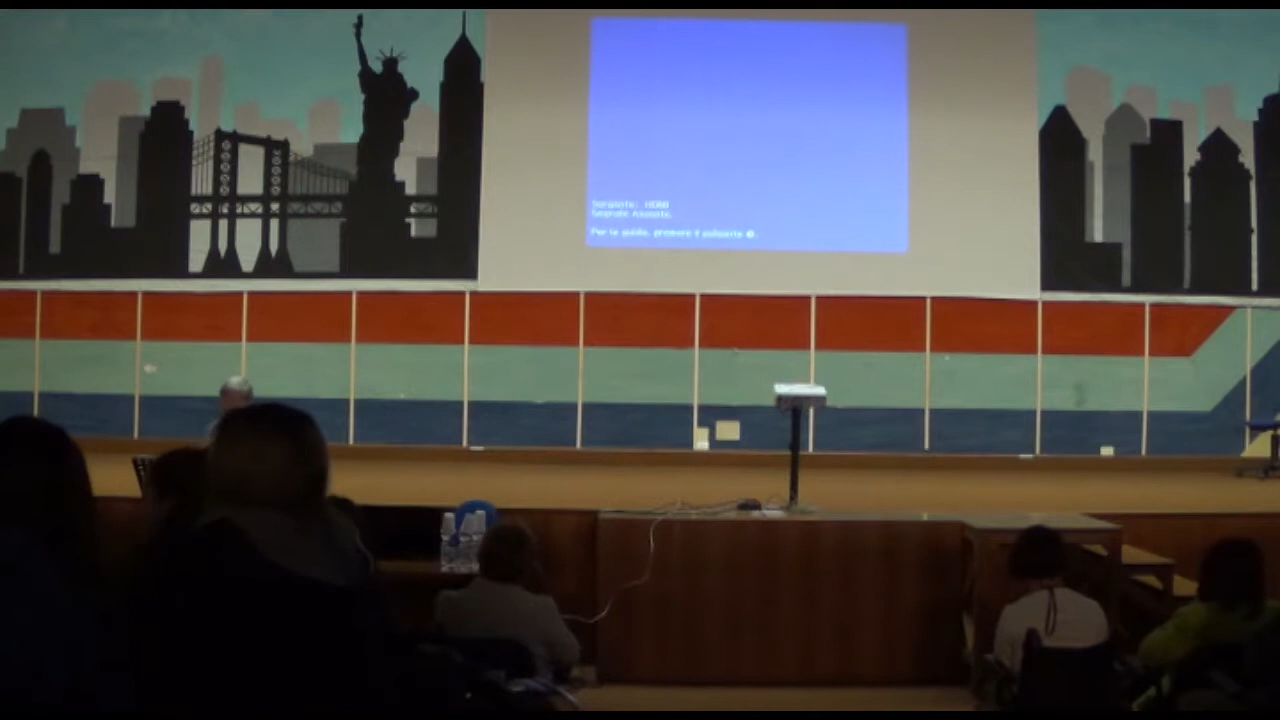 Sorgente: HDMI
Segnale Assente.
Per la guida, premere il pulsante